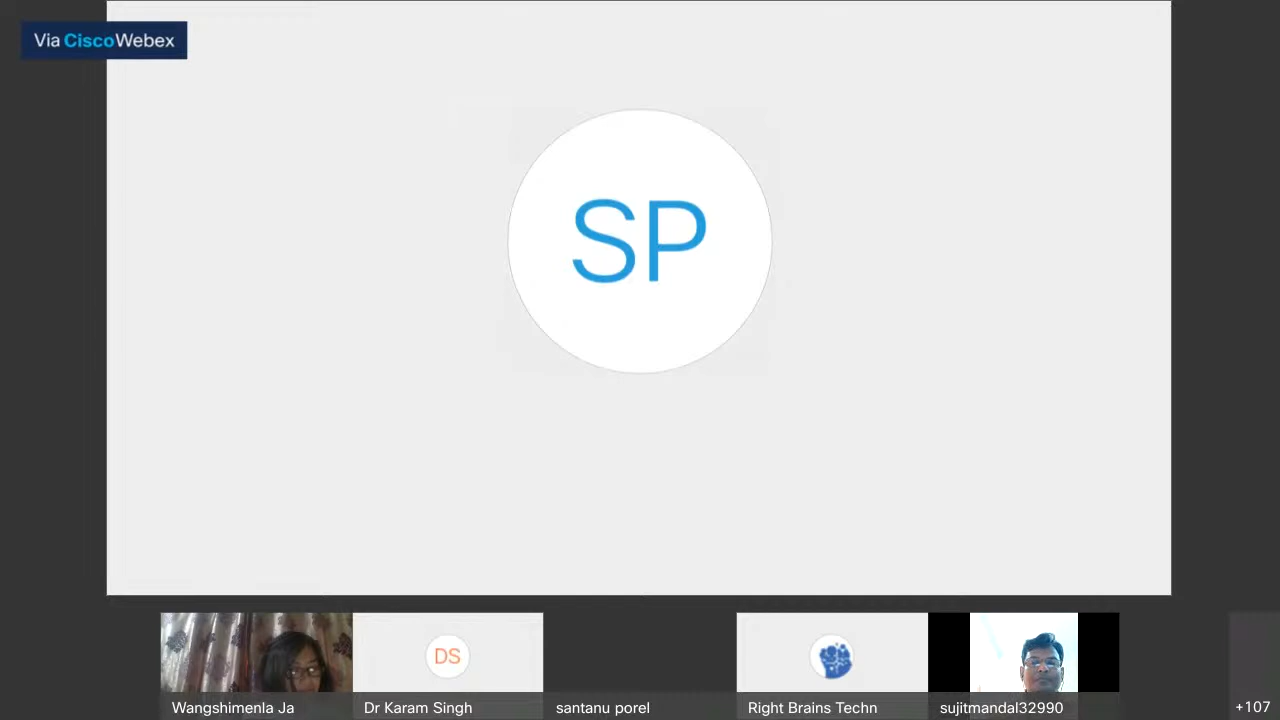 Via CiscoWebex
SP
DS
Wangshimenla Ja
Dr Karam Singh
santanu porel
Right Brains Techn
sujitmandal32990
+107